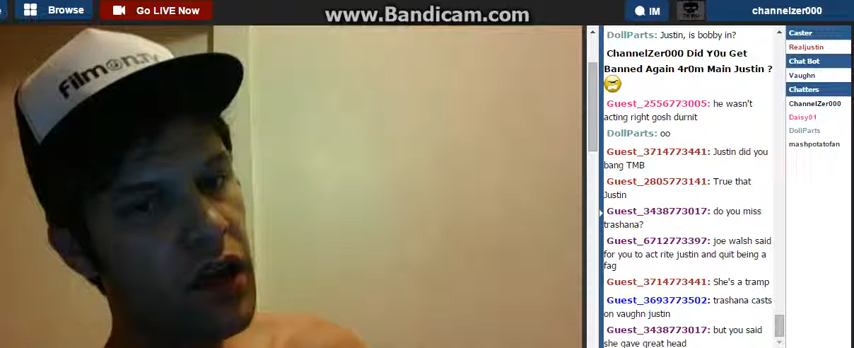 Browse
Go LIVE Now
www.Bandicam.com
IM
channelzer000
filmon.tv
DollParts: Justin, is bobby in?
ChannelZer000 Did Y0u Get
Banned Again 4r0m Main Justin ?
Guest_2556773005: he wasn't
acting right gosh durnit
DollParts: oo
Guest_3714773441: Justin did you
bang TMB
Guest_2805773141: True that
Justin
Guest_3438773017: do you miss
trashana?
Guest_6712773397: joe walsh said
for you to act rite justin and quit being a
fag
Guest_3714773441: She's a tramp
Guest_3693773502: trashana casts
on vaughn justin
Guest_3438773017: but you said
she gave great head
Caster
Realjustin
Chat Bot
Vaughn
Chatters
ChannelZer000
Daisy01
DollParts
mashpotatofan